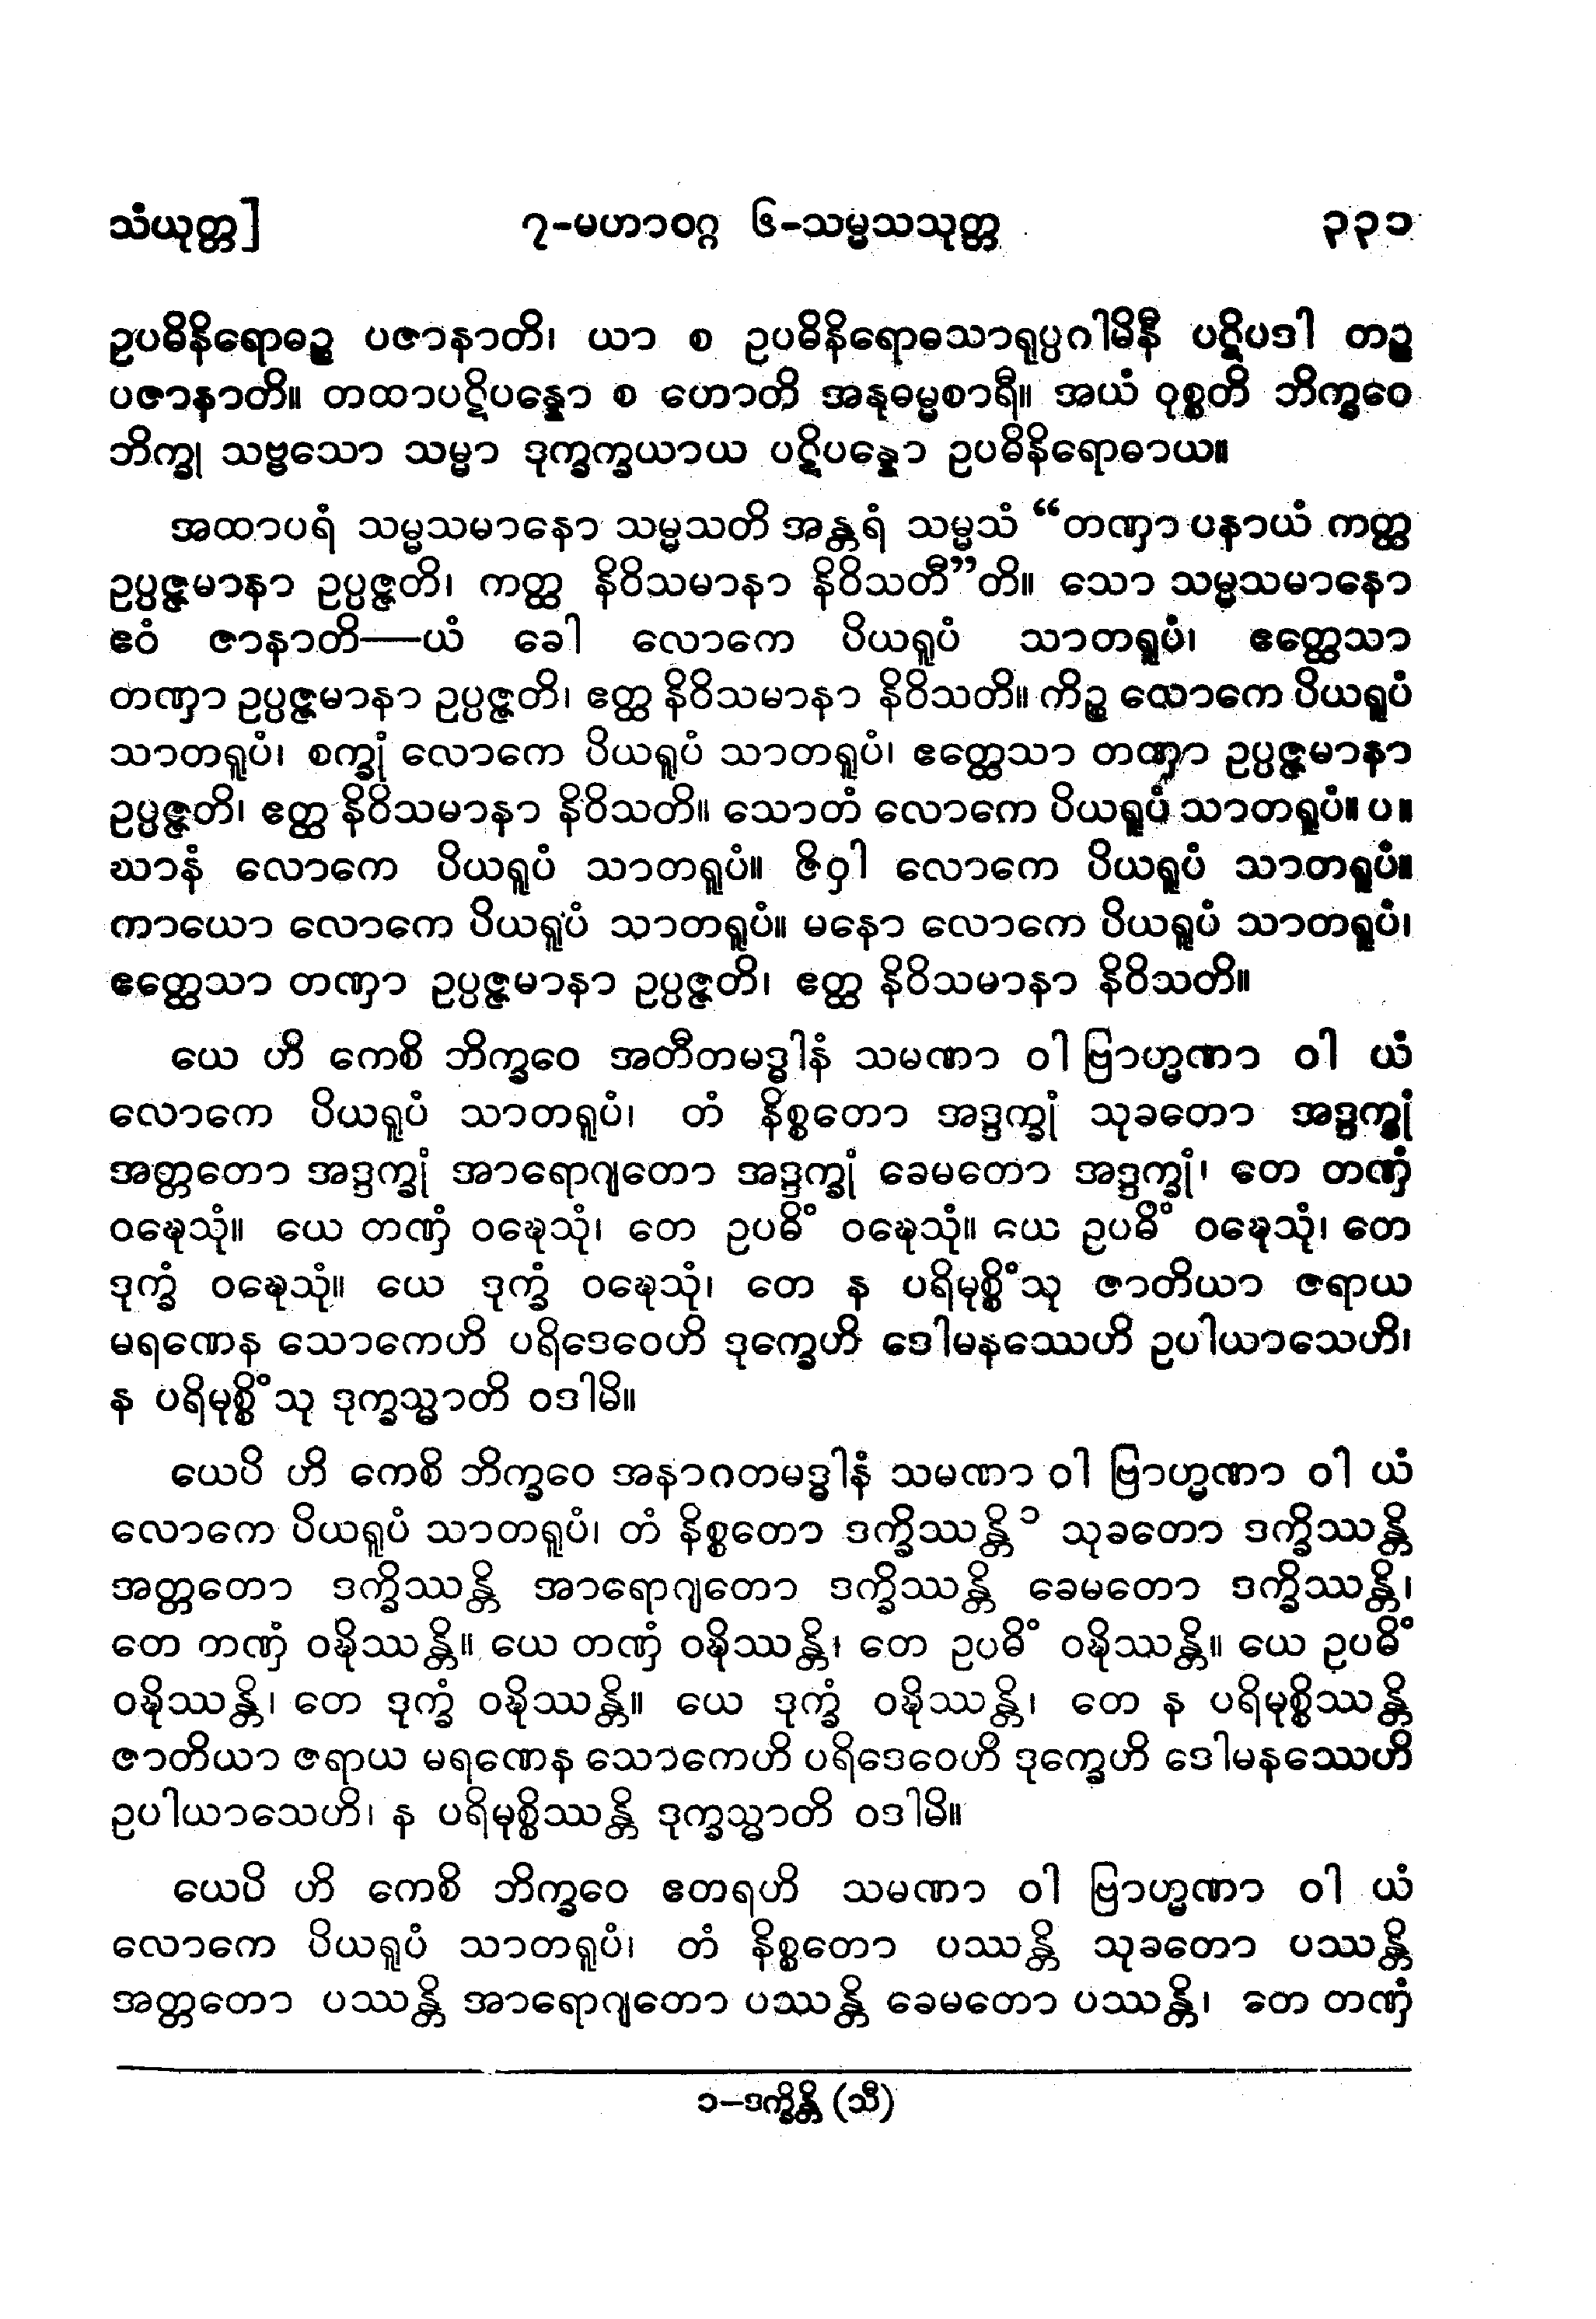 သံယုတ္တ] ၇-မဟာဝဂ္ဂ ၆-သမ္မသသုတ္တ ၃၃၁
ဥပဓိနိရောဓဉ္စ ပဇာနာတိ၊ ယာ စ ဥပဓိနိရောဓသာရုပ္ပဂါမိနီ ပဋိပဒါ တဉ္စ
ပဇာနာတိ။ တထာပဋိပန္နော စ ဟောတိ အနုဓမ္မစာရီ။ အယံ ဝုစ္စတိ ဘိက္ခဝေ
ဘိက္ခု သဗ္ဗသော သမ္မာ ဒုက္ခက္ခယာယ ပဋိပန္နော ဥပဓိနိရောဓာယ။
အထာပရံ သမ္မသမာနော သမ္မသတိ အန္တရံ သမ္မသံ “တဏှာ ပနာယံ ကတ္ထ
ဥပ္ပဇ္ဇမာနာ ဥပ္ပဇ္ဇတိ၊ ကတ္ထ နိဝိသမာနာ နိဝိသတီ”တိ။ သော သမ္မသမာနော
ဧဝံ ဇာနာတိ—ယံ ခေါ လောကေ ပိယရူပံ သာတရူပံ၊ ဧတ္ထေသာ
တဏှာ ဥပ္ပဇ္ဇမာနာ ဥပ္ပဇ္ဇတိ၊ ဧတ္ထ နိဝိသမာနာ နိဝိသတိ။ ကိဉ္စ လောကေ ပိယရူပံ
သာတရူပံ၊ စက္ခုံ လောကေ ပိယရူပံ သာတရူပံ၊ ဧတ္ထေသာ တဏှာ ဥပ္ပဇ္ဇမာနာ
ဥပ္ပဇ္ဇတိ၊ ဧတ္ထ နိဝိသမာနာ နိဝိသတိ။ သောတံ လောကေ ပိယရူပံ သာတရူပံ။ ပ။
ဃာနံ လောကေ ပိယရူပံ သာတရူပံ။ ဇိဝှါ လောကေ ပိယရူပံ သာတရူပံ။
ကာယော လောကေ ပိယရူပံ သာတရူပံ။ မနော လောကေ ပိယရူပံ သာတရူပံ၊
ဧတ္ထေသာ တဏှာ ဥပ္ပဇ္ဇမာနာ ဥပ္ပဇ္ဇတိ၊ ဧတ္ထ နိဝိသမာနာ နိဝိသတိ။
ယေ ဟိ ကေစိ ဘိက္ခဝေ အတီတမဒ္ဓါနံ သမဏာ ဝါ ဗြာဟ္မဏာ ဝါ ယံ
လောကေ ပိယရူပံ သာတရူပံ၊ တံ နိစ္စတော အဒ္ဒက္ခုံ သုခတော အဒ္ဒက္ခုံ
အတ္တတော အဒ္ဒက္ခုံ အာရောဂျတော အဒ္ဒက္ခုံ ခေမတော အဒ္ဒက္ခုံ၊ တေ တဏှံ
ဝဍ္ဎေသုံ။ ယေ တဏှံ ဝဍ္ဎေသုံ၊ တေ ဥပဓိံ ဝဍ္ဎေသုံ။ ယေ ဥပဓိံ ဝဍ္ဎေသုံ၊ တေ
ဒုက္ခံ ဝဍ္ဎေသုံ။ ယေ ဒုက္ခံ ဝဍ္ဎေသုံ၊ တေ န ပရိမုစ္စိံသု ဇာတိယာ ဇရာယ
မရဏေန သောကေဟိ ပရိဒေဝေဟိ ဒုက္ခေဟိ ဒေါမနဿေဟိ ဥပါယာသေဟိ၊
န ပရိမုစ္စိံသု ဒုက္ခသ္မာတိ ဝဒါမိ။
ယေပိ ဟိ ကေစိ ဘိက္ခဝေ အနာဂတမဒ္ဓါနံ သမဏာ ဝါ ဗြာဟ္မဏာ ဝါ ယံ
လောကေ ပိယရူပံ သာတရူပံ၊ တံ နိစ္စတော ဒက္ခိဿန္တိ၁ သုခတော ဒက္ခိဿန္တိ
အတ္တတော ဒက္ခိဿန္တိ အာရောဂျတော ဒက္ခိဿန္တိ ခေမတော ဒက္ခိဿန္တိ၊
တေ တဏှံ ဝဍ္ဎိဿန္တိ။ ယေ တဏှံ ဝဍ္ဎိဿန္တိ၊ တေ ဥပဓိံ ဝဍ္ဎိဿန္တိ။ ယေ ဥပဓိံ
ဝဍ္ဎိဿန္တိ၊ တေ ဒုက္ခံ ဝဍ္ဎိဿန္တိ။ ယေ ဒုက္ခံ ဝဍ္ဎိဿန္တိ၊ တေ န ပရိမုစ္စိဿန္တိ
ဇာတိယာ ဇရာယ မရဏေန သောကေဟိ ပရိဒေဝေဟိ ဒုက္ခေဟိ ဒေါမနဿေဟိ
ဥပါယာသေဟိ၊ န ပရိမုစ္စိဿန္တိ ဒုက္ခသ္မာတိ ဝဒါမိ။
ယေပိ ဟိ ကေစိ ဘိက္ခဝေ ဧတရဟိ သမဏာ ဝါ ဗြာဟ္မဏာ ဝါ ယံ
လောကေ ပိယရူပံ သာတရူပံ၊ တံ နိစ္စတော ပဿန္တိ သုခတော ပဿန္တိ
အတ္တတော ပဿန္တိ အာရောဂျတော ပဿန္တိ ခေမတော ပဿန္တိ၊ တေ တဏှံ
၁–ဒက္ခိန္တိ (သီ)